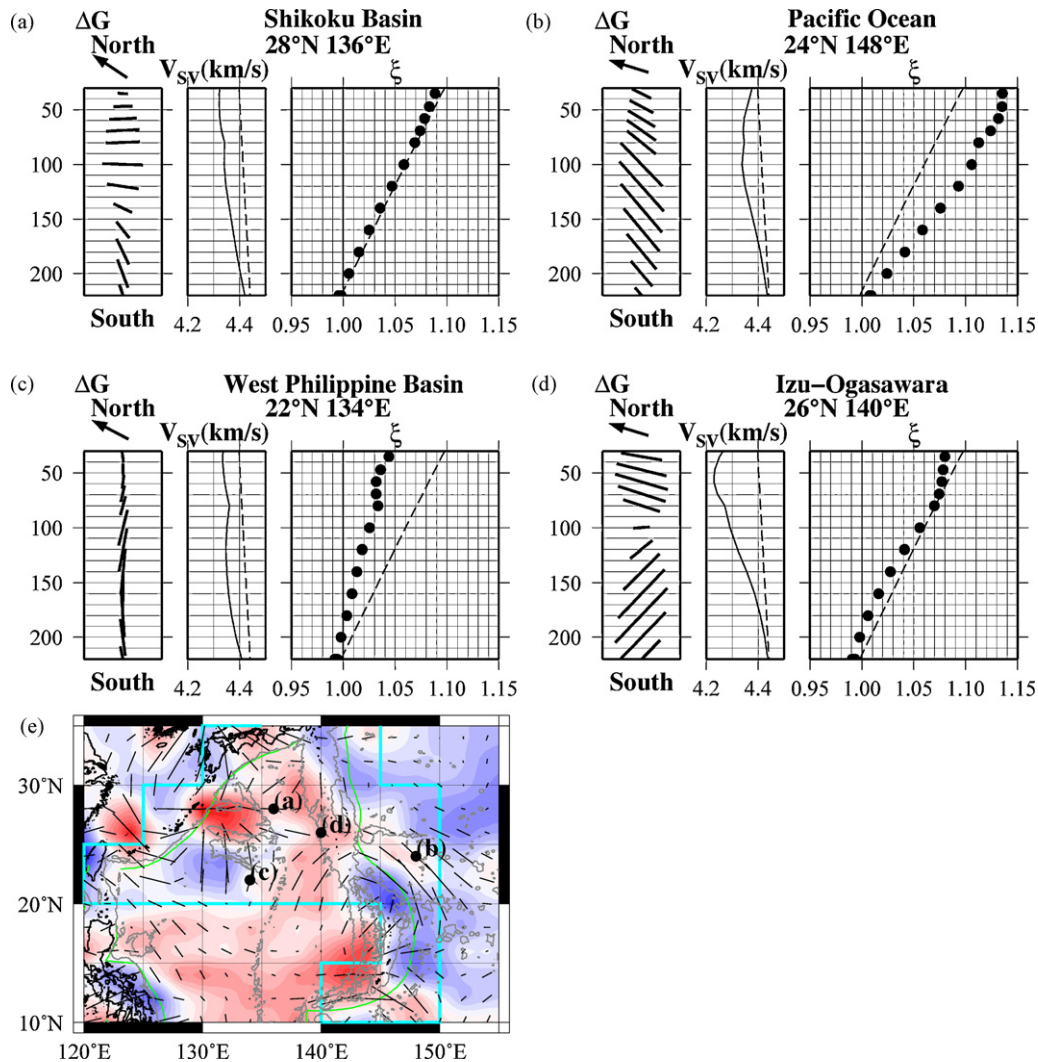 (a) ΔG Shikoku Basin
North 28°N 136°E
V_SV(km/s) ξ
50
100
150
200
South 4.2 4.4 0.95 1.00 1.05 1.10 1.15
(b) ΔG Pacific Ocean
North 24°N 148°E
V_SV(km/s) ξ
50
100
150
200
South 4.2 4.4 0.95 1.00 1.05 1.10 1.15
(c) ΔG West Philippine Basin
North 22°N 134°E
V_SV(km/s) ξ
50
100
150
200
South 4.2 4.4 0.95 1.00 1.05 1.10 1.15
(d) ΔG Izu-Ogasawara
North 26°N 140°E
V_SV(km/s) ξ
50
100
150
200
South 4.2 4.4 0.95 1.00 1.05 1.10 1.15
(e)
30°N
(a)
(d)
(b)
(c)
20°N
10°N
120°E 130°E 140°E 150°E